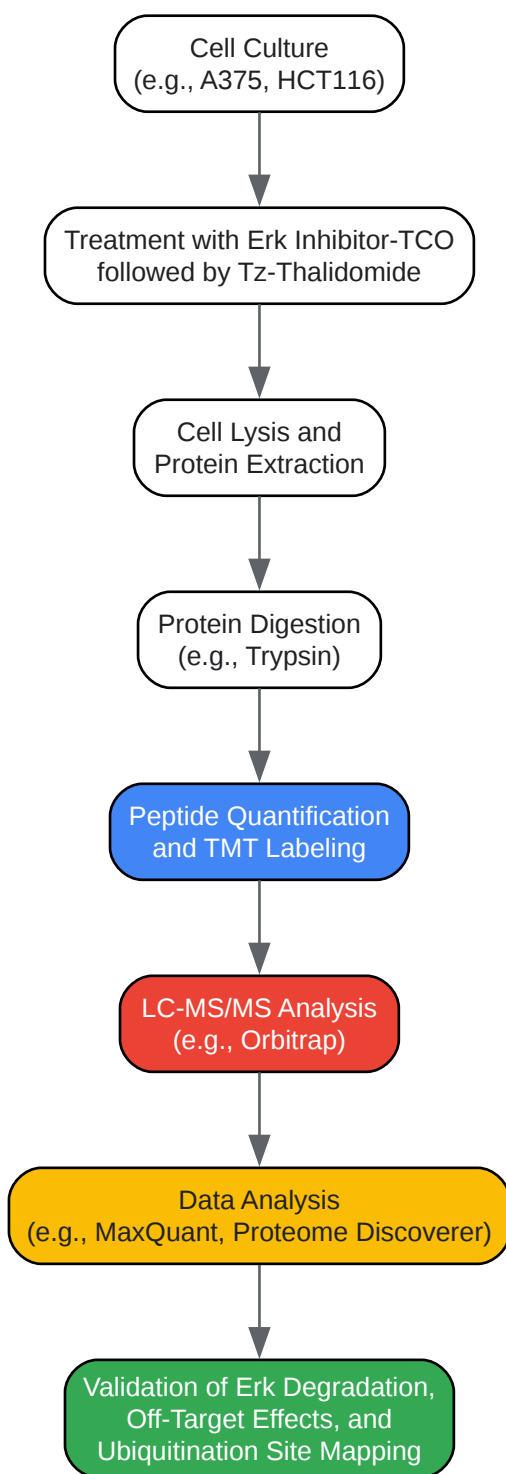 Cell Culture
(e.g., A375, HCT116)
Treatment with Erk Inhibitor-TCO
followed by Tz-Thalidomide
Cell Lysis and
Protein Extraction
Protein Digestion
(e.g., Trypsin)
Peptide Quantification
and TMT Labeling
LC-MS/MS Analysis
(e.g., Orbitrap)
Data Analysis
(e.g., MaxQuant, Proteome Discoverer)
Validation of Erk Degradation,
Off-Target Effects, and
Ubiquitination Site Mapping